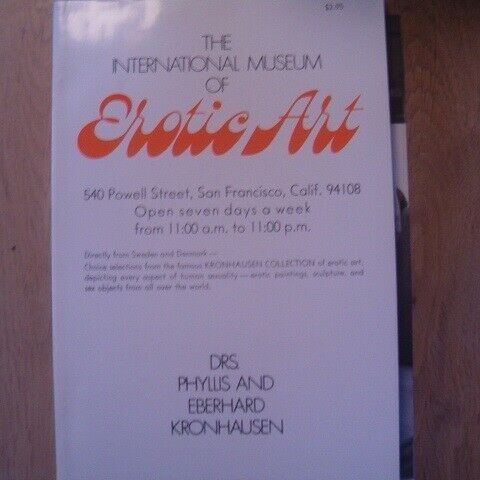 $2.95
THE
INTERNATIONAL MUSEUM
OF
Erotic Art
540 Powell Street, San Francisco, Calif. 94108
Open seven days a week
from 11:00 a.m. to 11:00 p.m.
Directly from Sweden and Denmark —
Choice selections from the famous KRONHAUSEN COLLECTION of erotic art,
depicting every aspect of human sexuality — erotic paintings, sculpture, and
sex objects from all over the world.
DRS.
PHYLLIS AND
EBERHARD
KRONHAUSEN